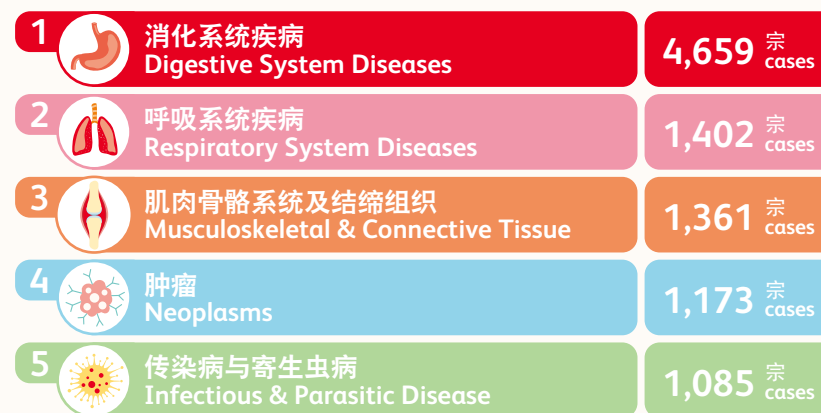 1
消化系统疾病
Digestive System Diseases
4,659 宗 cases
2
呼吸系统疾病
Respiratory System Diseases
1,402 宗 cases
3
肌肉骨骼系统及结缔组织
Musculoskeletal & Connective Tissue
1,361 宗 cases
4
肿瘤
Neoplasms
1,173 宗 cases
5
传染病与寄生虫病
Infectious & Parasitic Disease
1,085 宗 cases